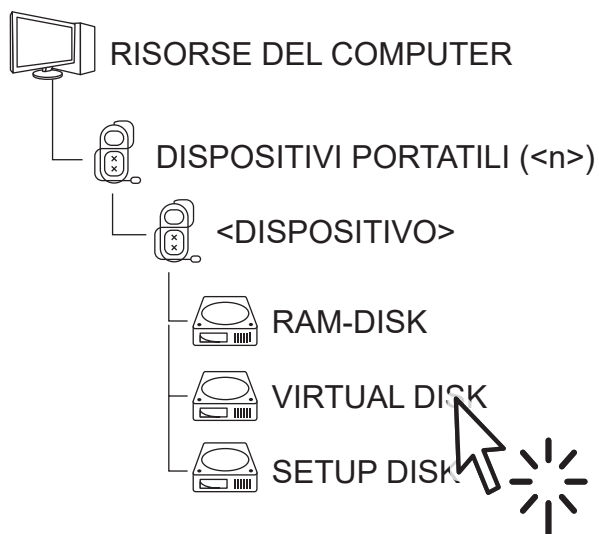 RISORSE DEL COMPUTER
DISPOSITIVI PORTATILI (<n>)
<DISPOSITIVO>
RAM-DISK
VIRTUAL DISK
SETUP DISK